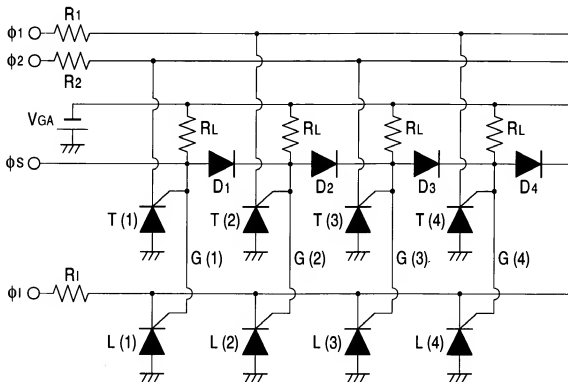 ϕ1 R1
ϕ2 R2
VGA RL RL RL RL
ϕS D1 D2 D3 D4
T (1) T (2) T (3) T (4)
G (1) G (2) G (3) G (4)
ϕI RI
L (1) L (2) L (3) L (4)